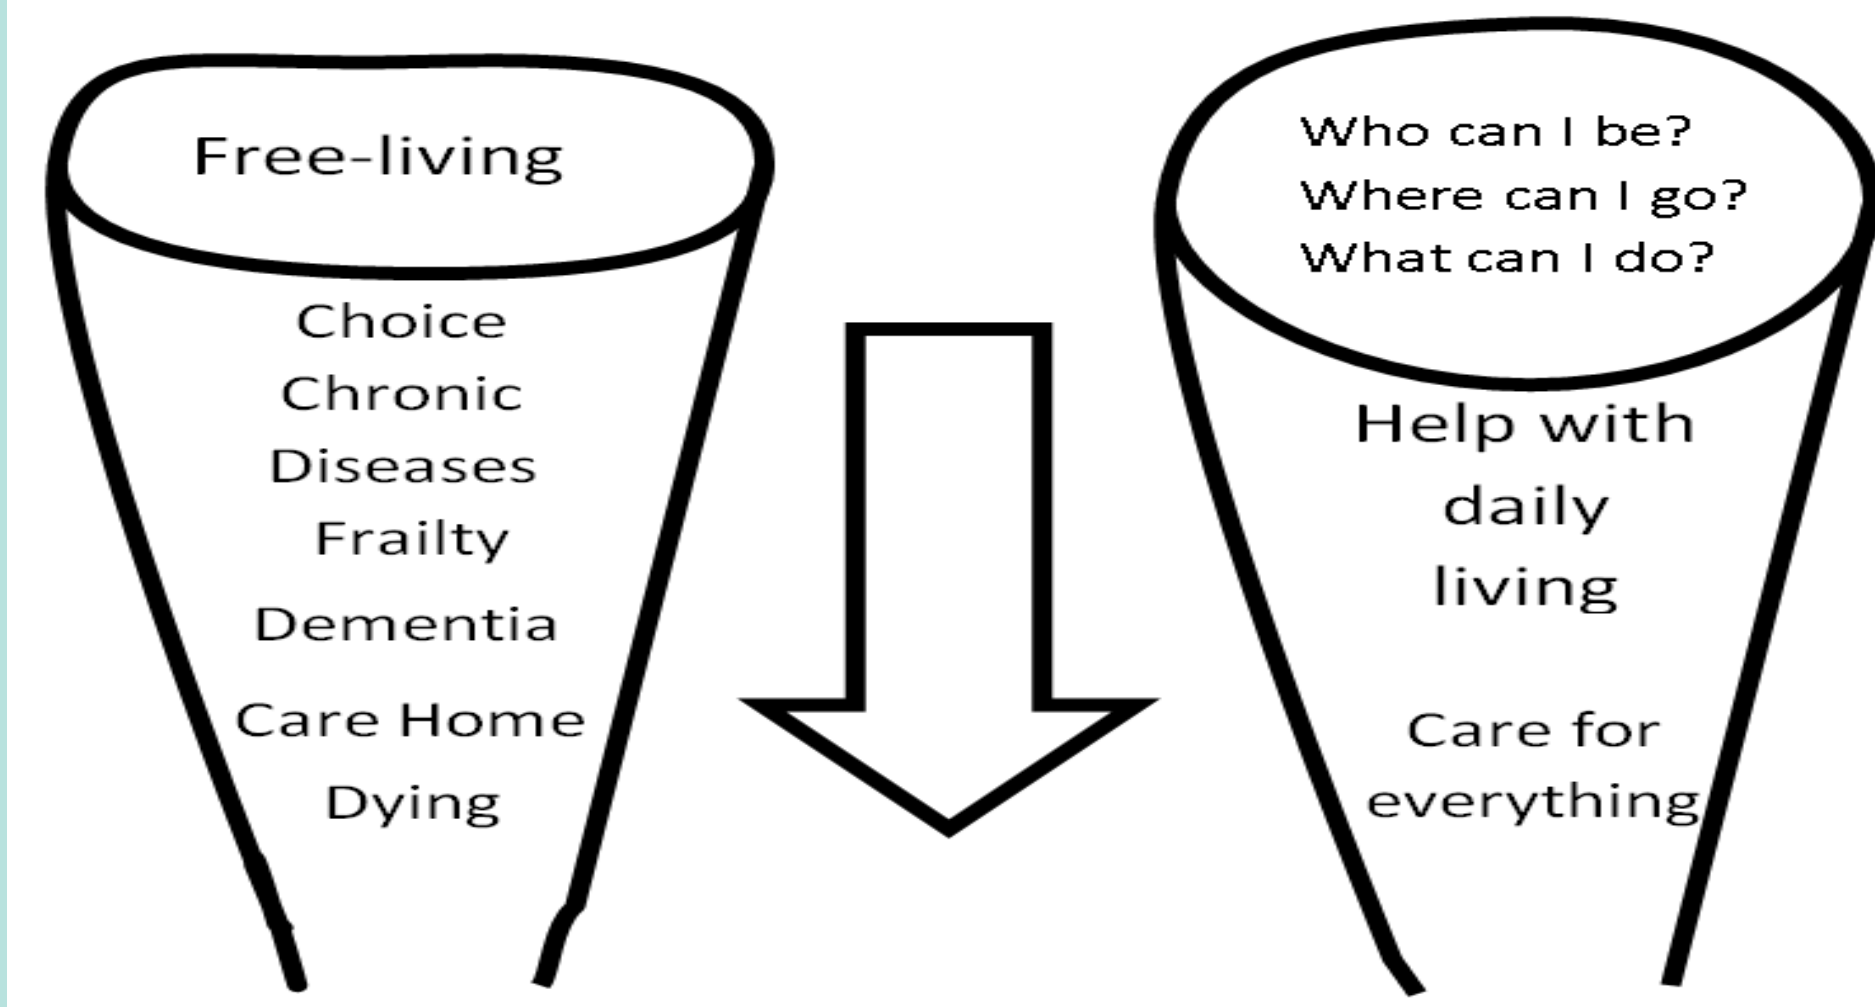 Free-living
Choice
Chronic
Diseases
Frailty
Dementia
Care Home
Dying
Who can I be?
Where can I go?
What can I do?
Help with
daily
living
Care for
everything